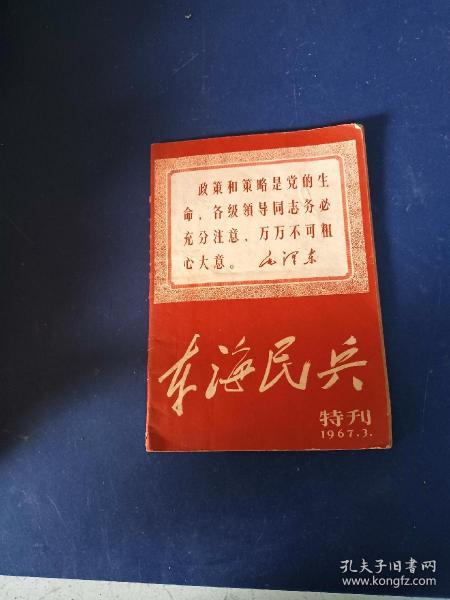 政策和策略是党的生
命，各级领导同志务必
充分注意，万万不可粗
心大意。 毛泽东
东海民兵
特刊
1967.3.
孔夫子旧书网
www.kongfz.com